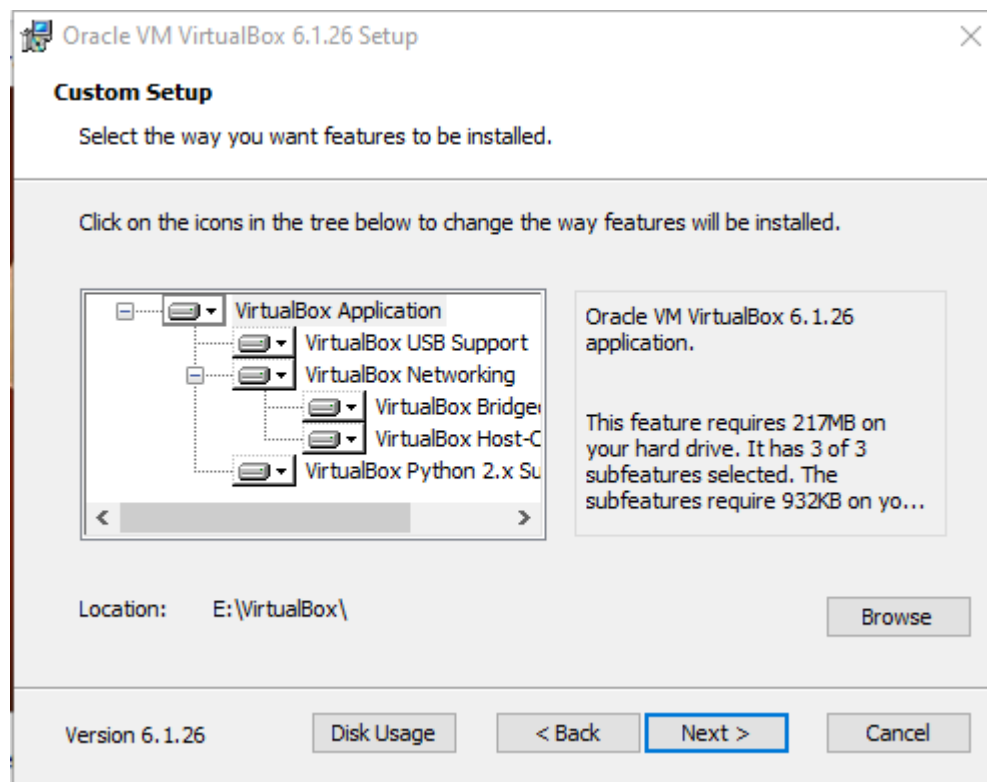 Oracle VM VirtualBox 6.1.26 Setup
Custom Setup
Select the way you want features to be installed.
Click on the icons in the tree below to change the way features will be installed.
VirtualBox Application
VirtualBox USB Support
VirtualBox Networking
VirtualBox Bridge
VirtualBox Host-C
VirtualBox Python 2.x Su
Oracle VM VirtualBox 6.1.26
application.
This feature requires 217MB on
your hard drive. It has 3 of 3
subfeatures selected. The
subfeatures require 932KB on yo...
Location: E:\VirtualBox\
Browse
Version 6.1.26
Disk Usage
< Back
Next >
Cancel